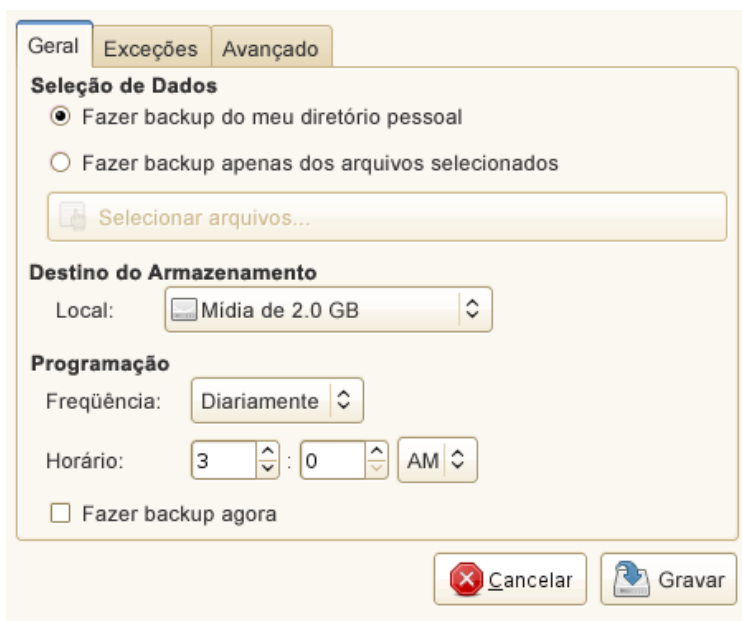 Geral Exceções Avançado
Seleção de Dados
Fazer backup do meu diretório pessoal
Fazer backup apenas dos arquivos selecionados
Selecionar arquivos...
Destino do Armazenamento
Local: Mídia de 2.0 GB
Programação
Freqüência: Diariamente
Horário: 3 : 0 AM
Fazer backup agora
Cancelar Gravar